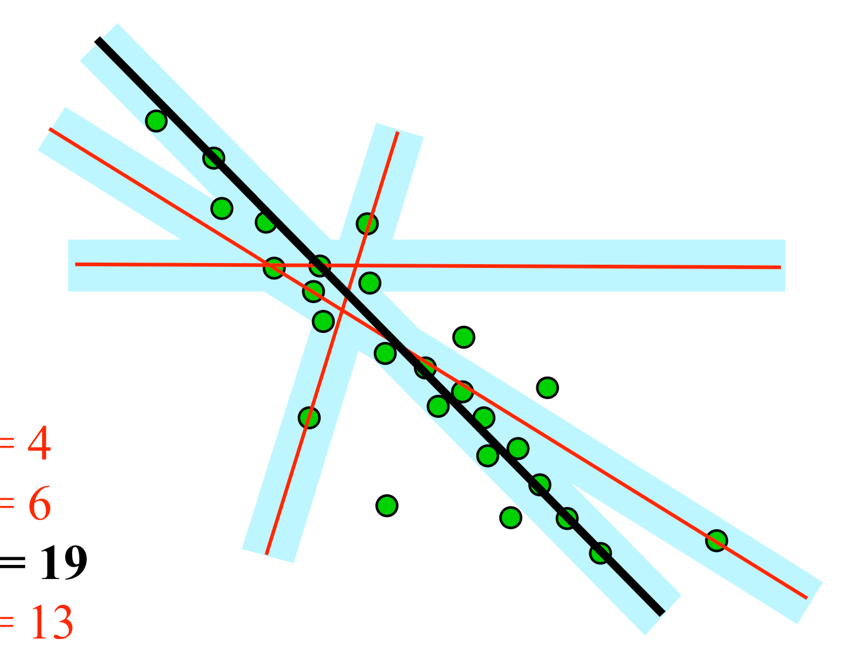 = 4
= 6
= 19
= 13